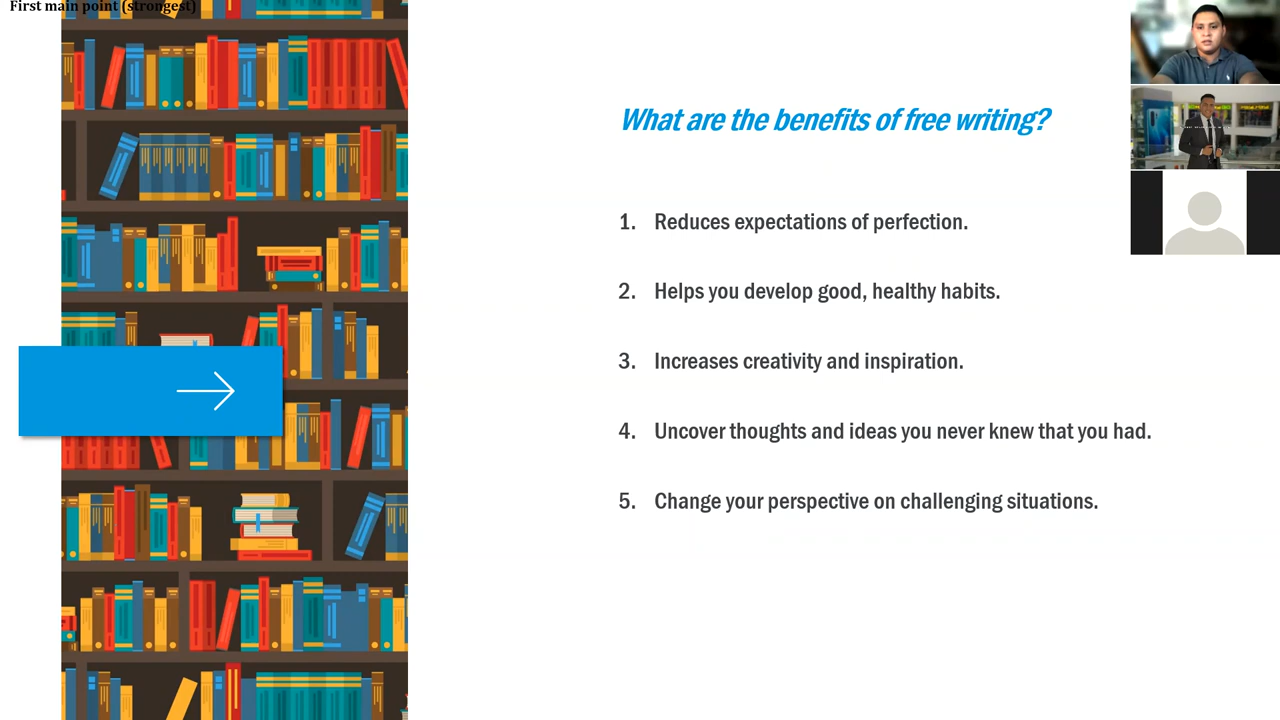 First main point (strongest)
What are the benefits of free writing?
1. Reduces expectations of perfection.
2. Helps you develop good, healthy habits.
3. Increases creativity and inspiration.
4. Uncover thoughts and ideas you never knew that you had.
5. Change your perspective on challenging situations.